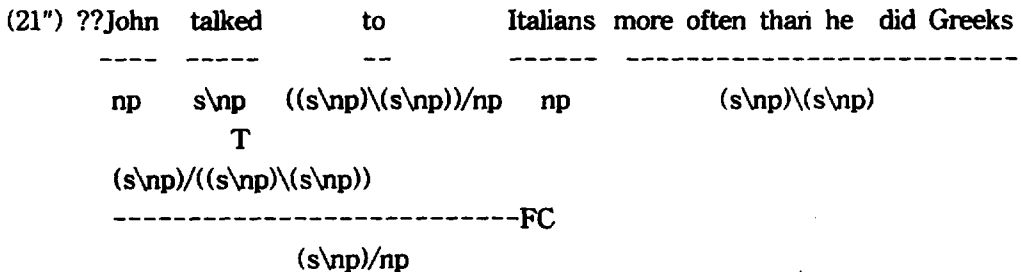 (21") ??John talked to Italians more often than he did Greeks
---- ----- -- ------ --------------------------
np s\np ((s\np)\(s\np))/np np (s\np)\(s\np)
T
(s\np)/((s\np)\(s\np))
---------------------------FC
(s\np)/np